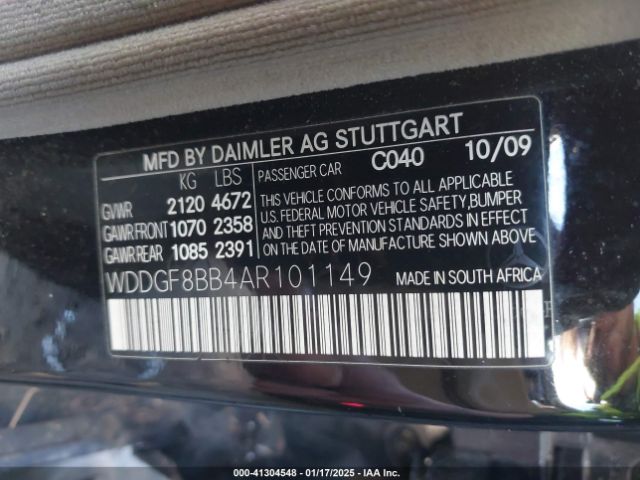 MFD BY DAIMLER AG STUTTGART
KG LBS
GVWR 2120 4672
GAWR.FRONT 1070 2358
GAWR.REAR 1085 2391
PASSENGER CAR C040 10/09
THIS VEHICLE CONFORMS TO ALL APPLICABLE
U.S. FEDERAL MOTOR VEHICLE SAFETY,BUMPER
AND THEFT PREVENTION STANDARDS IN EFFECT
ON THE DATE OF MANUFACTURE SHOWN ABOVE
WDDGF8BB4AR101149
MADE IN SOUTH AFRICA
F
00-41304548 - 01/17/2025 - IAA Inc.